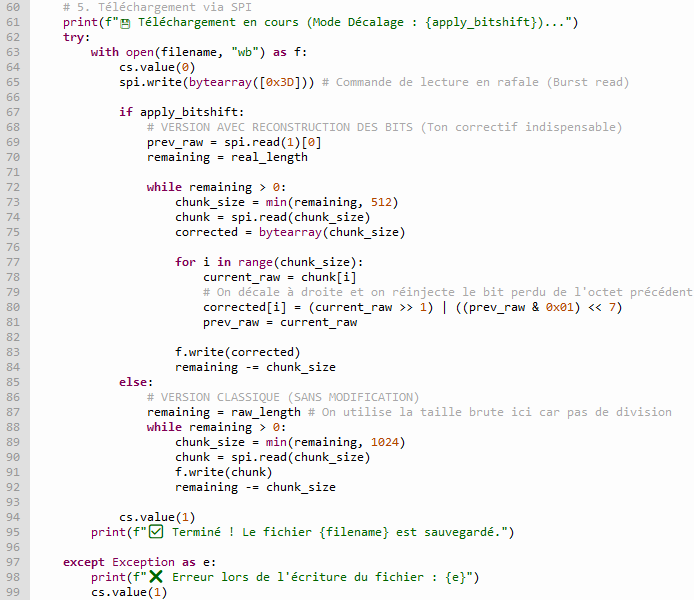 60 # 5. Téléchargement via SPI
61 print(f"💾 Téléchargement en cours (Mode Décalage : {apply_bitshift})...")
62 try:
63 with open(filename, "wb") as f:
64 cs.value(0)
65 spi.write(bytearray([0x3D])) # Commande de lecture en rafale (Burst read)
66
67 if apply_bitshift:
68 # VERSION AVEC RECONSTRUCTION DES BITS (Ton correctif indispensable)
69 prev_raw = spi.read(1)[0]
70 remaining = real_length
71
72 while remaining > 0:
73 chunk_size = min(remaining, 512)
74 chunk = spi.read(chunk_size)
75 corrected = bytearray(chunk_size)
76
77 for i in range(chunk_size):
78 current_raw = chunk[i]
79 # On décale à droite et on réinjecte le bit perdu de l'octet précédent
80 corrected[i] = (current_raw >> 1) | ((prev_raw & 0x01) << 7)
81 prev_raw = current_raw
82
83 f.write(corrected)
84 remaining -= chunk_size
85 else:
86 # VERSION CLASSIQUE (SANS MODIFICATION)
87 remaining = raw_length # On utilise la taille brute ici car pas de division
88 while remaining > 0:
89 chunk_size = min(remaining, 1024)
90 chunk = spi.read(chunk_size)
91 f.write(chunk)
92 remaining -= chunk_size
93
94 cs.value(1)
95 print(f"✅ Terminé ! Le fichier {filename} est sauvegardé.")
96
97 except Exception as e:
98 print(f"❌ Erreur lors de l'écriture du fichier : {e}")
99 cs.value(1)